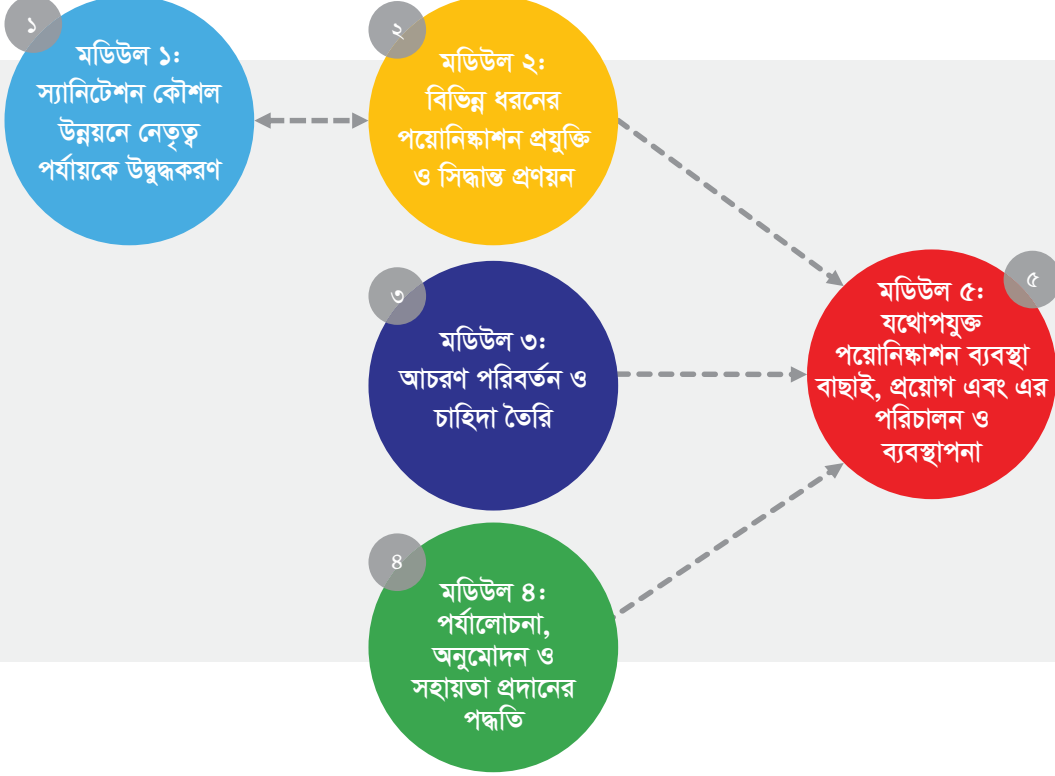 ১
মডিউল ১:
স্যানিটেশন কৌশল
উন্নয়নে নেতৃত্ব
পর্যায়কে উদ্বুদ্ধকরণ
২
মডিউল ২:
বিভিন্ন ধরনের
পয়োনিষ্কাশন প্রযুক্তি
ও সিদ্ধান্ত প্রণয়ন
৩
মডিউল ৩:
আচরণ পরিবর্তন ও
চাহিদা তৈরি
৪
মডিউল ৪:
পর্যালোচনা,
অনুমোদন ও
সহায়তা প্রদানের
পদ্ধতি
৫
মডিউল ৫:
যথোপযুক্ত
পয়োনিষ্কাশন ব্যবস্থা
বাছাই, প্রয়োগ এবং এর
পরিচালন ও
ব্যবস্থাপনা